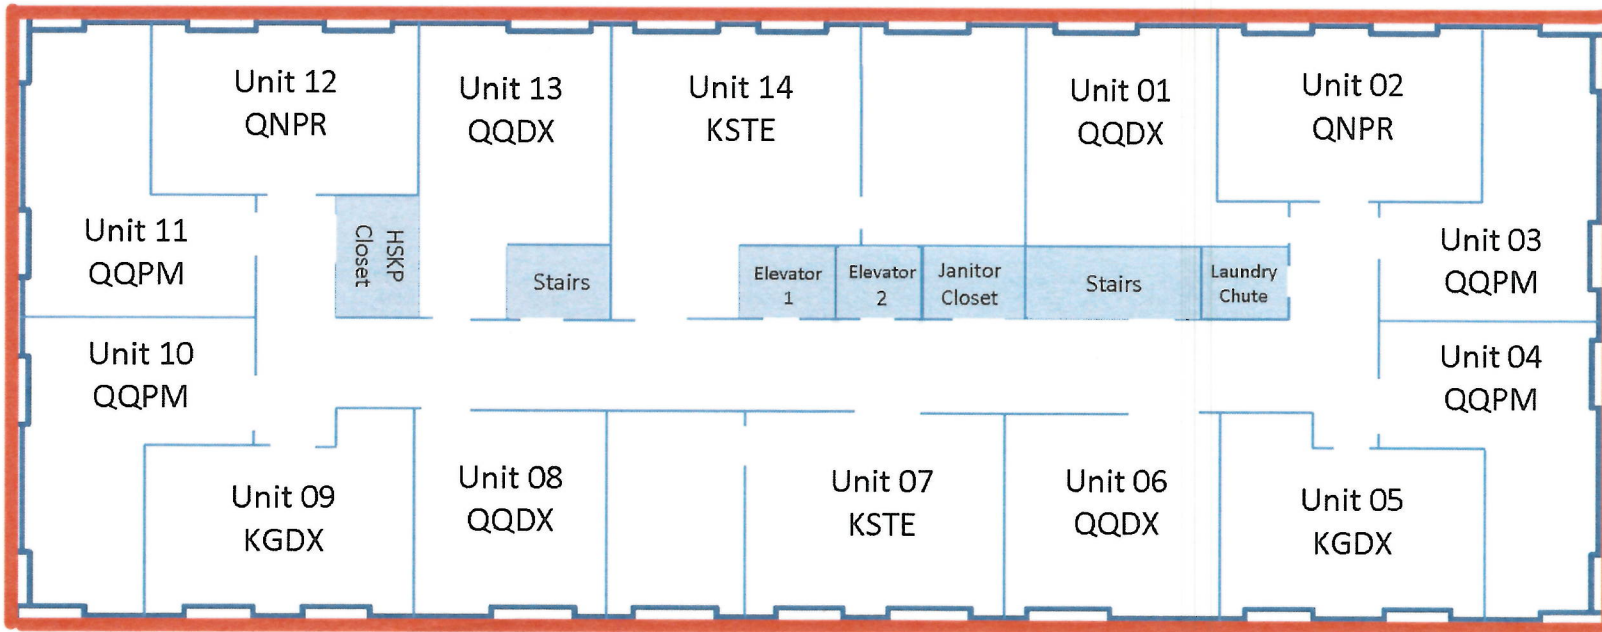 Unit 12
QNPR
Unit 13
QQDX
Unit 14
KSTE
Unit 01
QQDX
Unit 02
QNPR
Unit 11
QQPM
HSKP
Closet
Stairs
Elevator
1
Elevator
2
Janitor
Closet
Stairs
Laundry
Chute
Unit 03
QQPM
Unit 10
QQPM
Unit 04
QQPM
Unit 09
KGDX
Unit 08
QQDX
Unit 07
KSTE
Unit 06
QQDX
Unit 05
KGDX